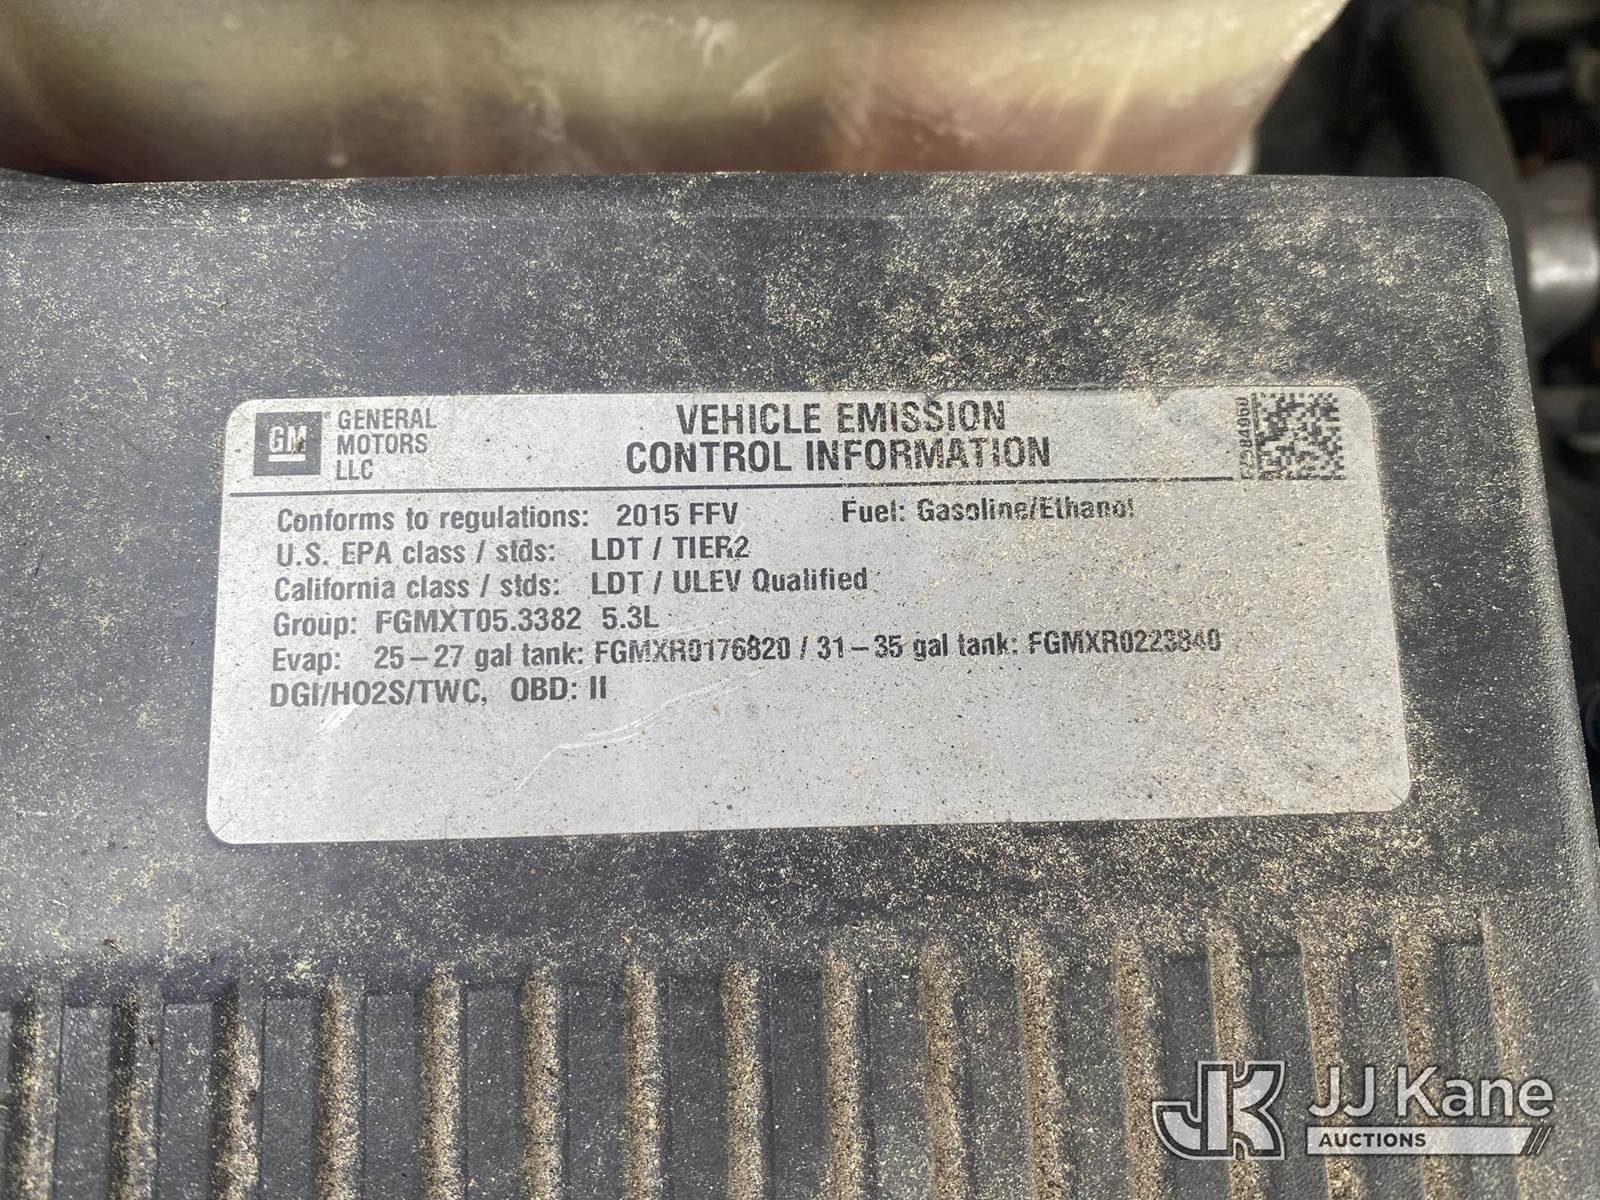 GM
GENERAL
MOTORS
LLC
VEHICLE EMISSION
CONTROL INFORMATION
Conforms to regulations: 2015 FFV Fuel: Gasoline/Ethanol
U.S. EPA class / stds: LDT / TIER2
California class / stds: LDT / ULEV Qualified
Group: FGMXT05.3382 5.3L
Evap: 25–27 gal tank: FGMXR0176820 / 31–35 gal tank: FGMXR0223840
DGI/HO2S/TWC, OBD: II
JK
JJ Kane
AUCTIONS